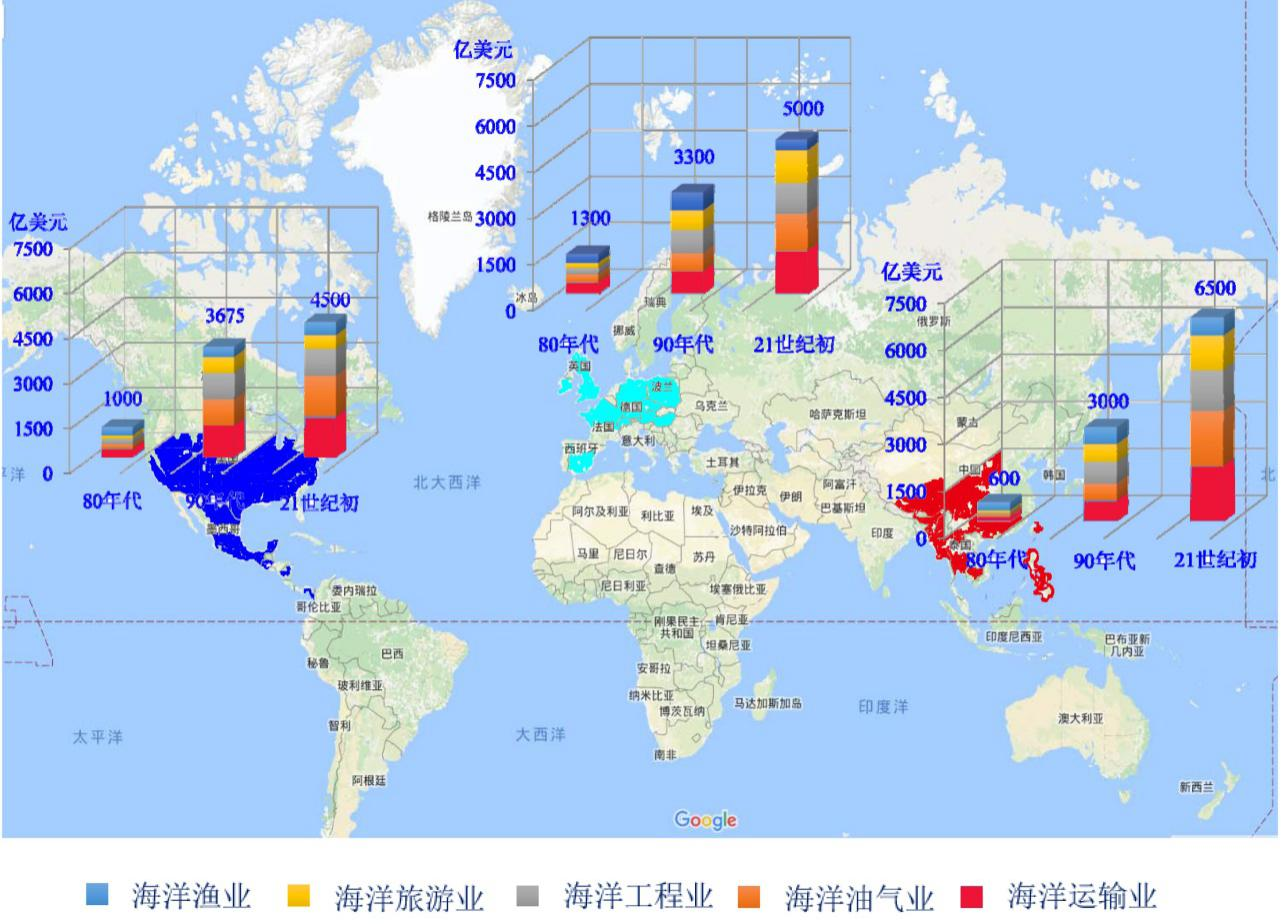 亿美元
7500
6000
4500
3000
1500
0
1000
3675
4500
80年代
90年代
21世纪初
亿美元
7500
6000
4500
3000
1500
0
1300
3300
5000
80年代
90年代
21世纪初
亿美元
7500
6000
4500
3000
1500
0
600
3000
6500
80年代
90年代
21世纪初
格陵兰岛
冰岛
瑞典
挪威
俄罗斯
英国
波兰
德国
乌克兰
法国
哈萨克斯坦
蒙古
西班牙
意大利
土耳其
中国
韩国
北大西洋
平洋
北
伊拉克
伊朗
阿富汗
巴基斯坦
阿尔及利亚
利比亚
埃及
沙特阿拉伯
印度
墨西哥
泰国
马里
尼日尔
苏丹
查德
尼日利亚
埃塞俄比亚
委内瑞拉
哥伦比亚
刚果民主
共和国
肯尼亚
坦桑尼亚
印度尼西亚
巴布亚新
几内亚
秘鲁
巴西
玻利维亚
安哥拉
纳米比亚
博茨瓦纳
马达加斯加岛
印度洋
澳大利亚
智利
太平洋
大西洋
南非
阿根廷
新西兰
Google
海洋渔业
海洋旅游业
海洋工程业
海洋油气业
海洋运输业